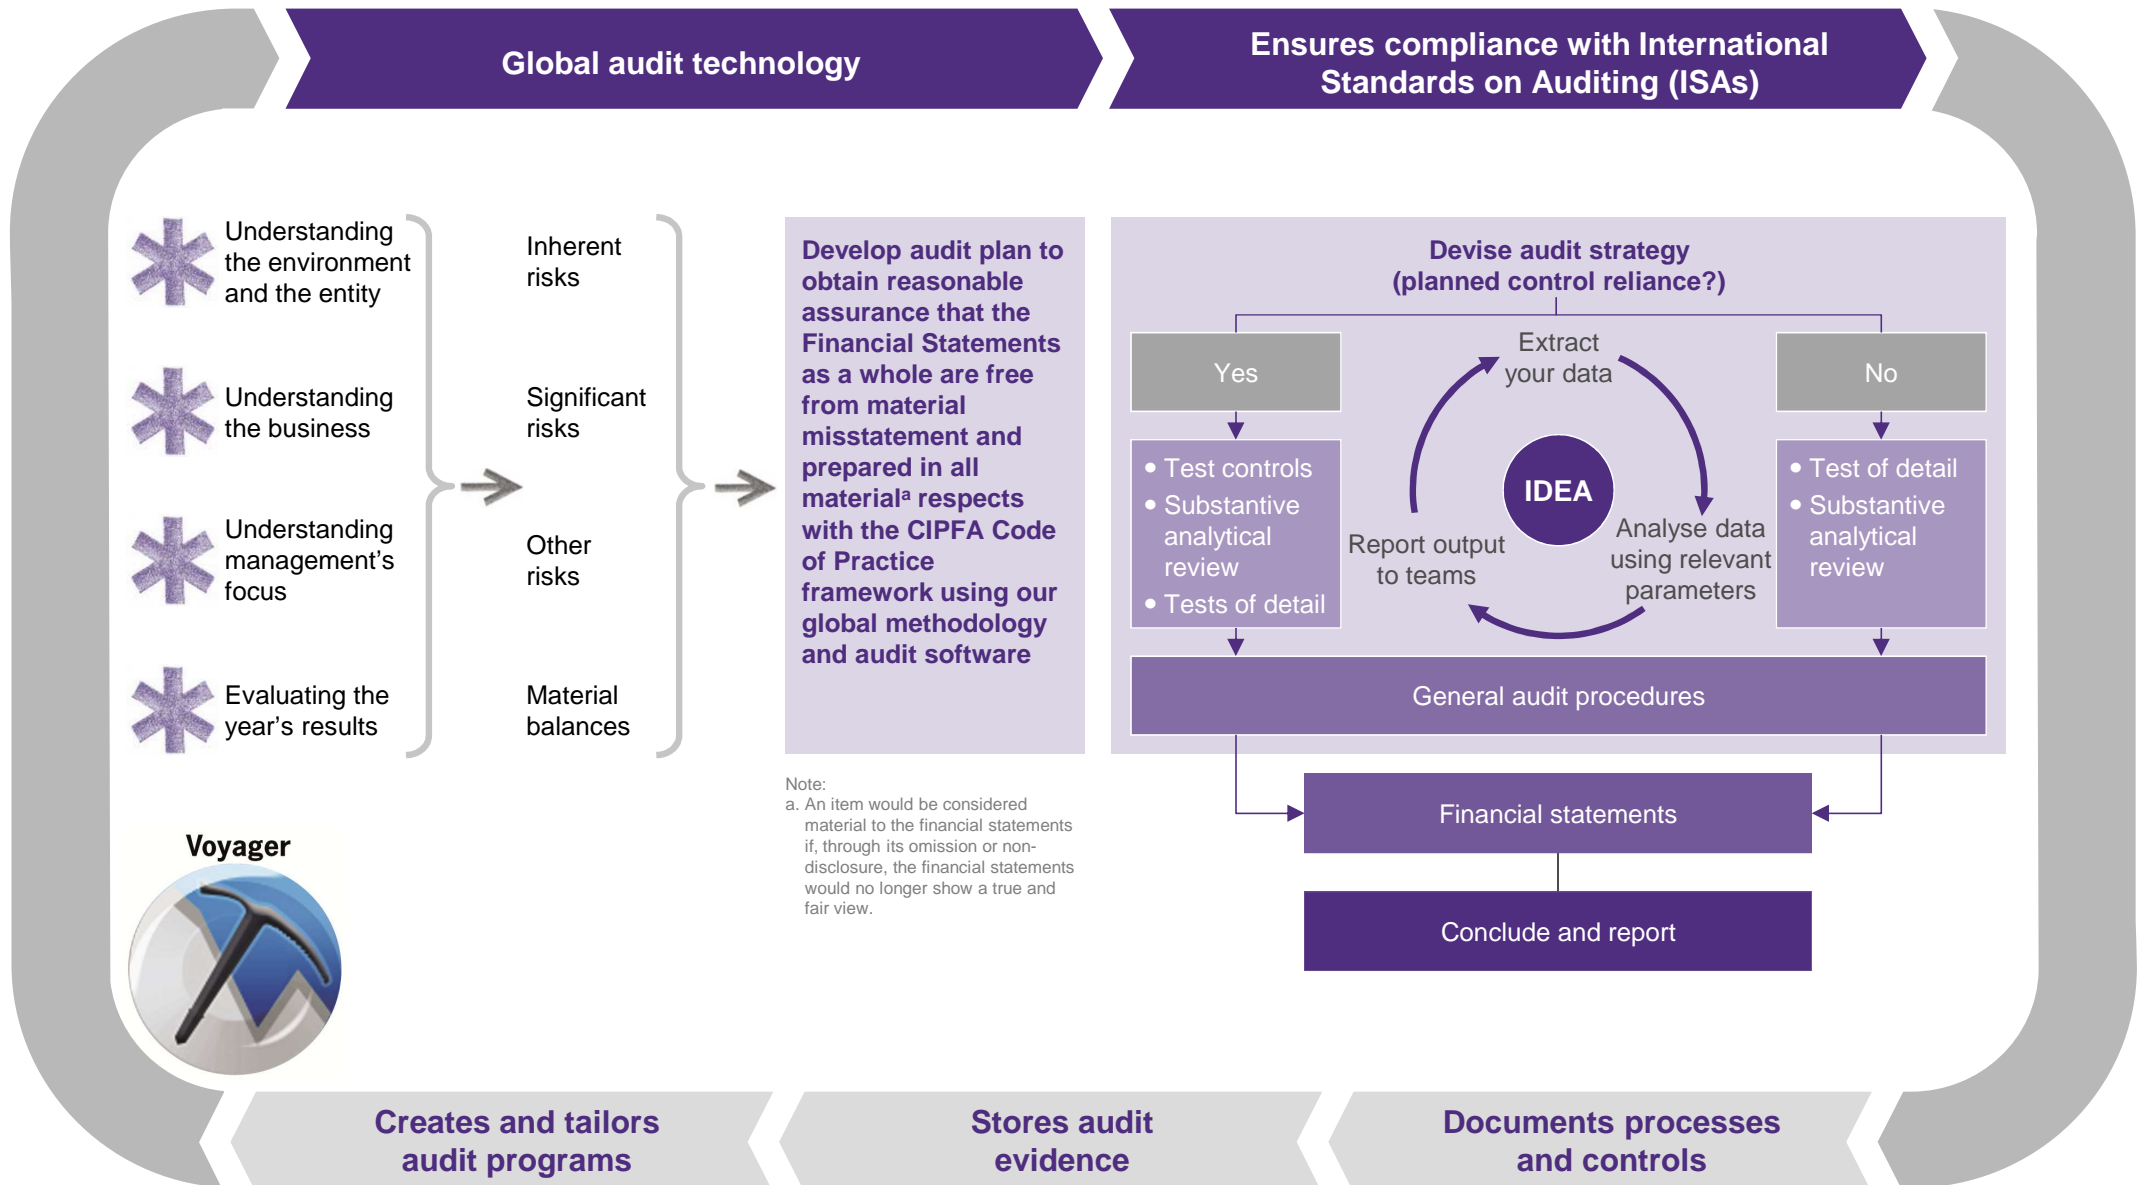 Global audit technology
Ensures compliance with International
Standards on Auditing (ISAs)
Understanding
the environment
and the entity
Understanding
the business
Understanding
management’s
focus
Evaluating the
year’s results
Inherent
risks
Significant
risks
Other
risks
Material
balances
Develop audit plan to
obtain reasonable
assurance that the
Financial Statements
as a whole are free
from material
misstatement and
prepared in all
materialᵃ respects
with the CIPFA Code
of Practice
framework using our
global methodology
and audit software
Note:
a. An item would be considered
material to the financial statements
if, through its omission or non-
disclosure, the financial statements
would no longer show a true and
fair view.
Devise audit strategy
(planned control reliance?)
Yes
• Test controls
• Substantive
analytical
review
• Tests of detail
Extract
your data
IDEA
Analyse data
using relevant
parameters
Report output
to teams
No
• Test of detail
• Substantive
analytical
review
General audit procedures
Financial statements
Conclude and report
Voyager
Creates and tailors
audit programs
Stores audit
evidence
Documents processes
and controls